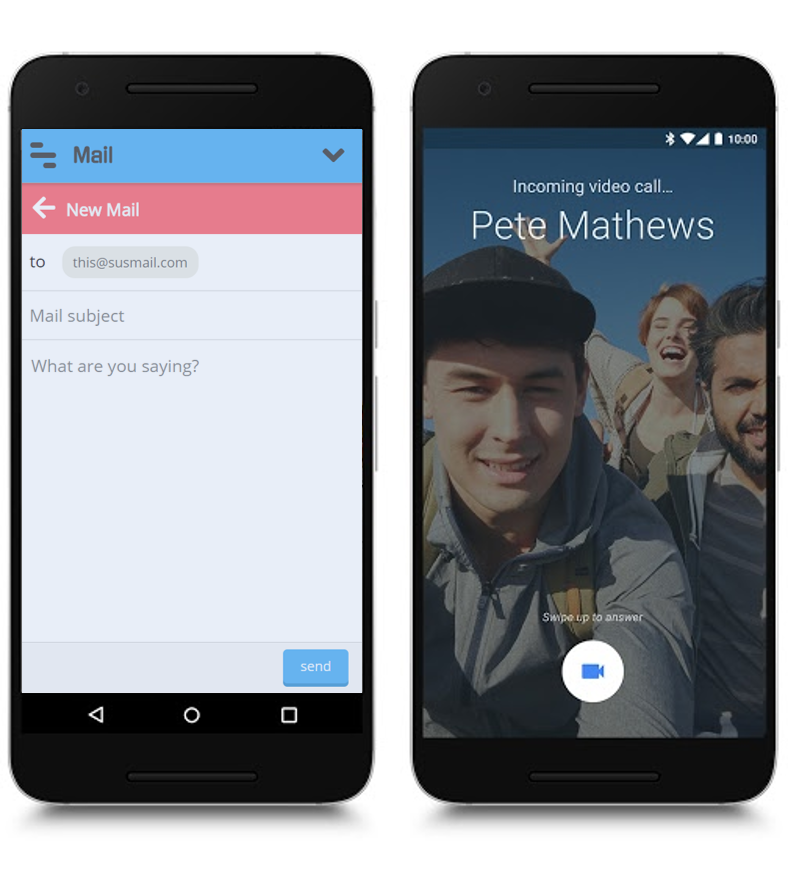 Mail
New Mail
to this@susmail.com
Mail subject
What are you saying?
send
10:00
Incoming video call...
Pete Mathews
Swipe up to answer